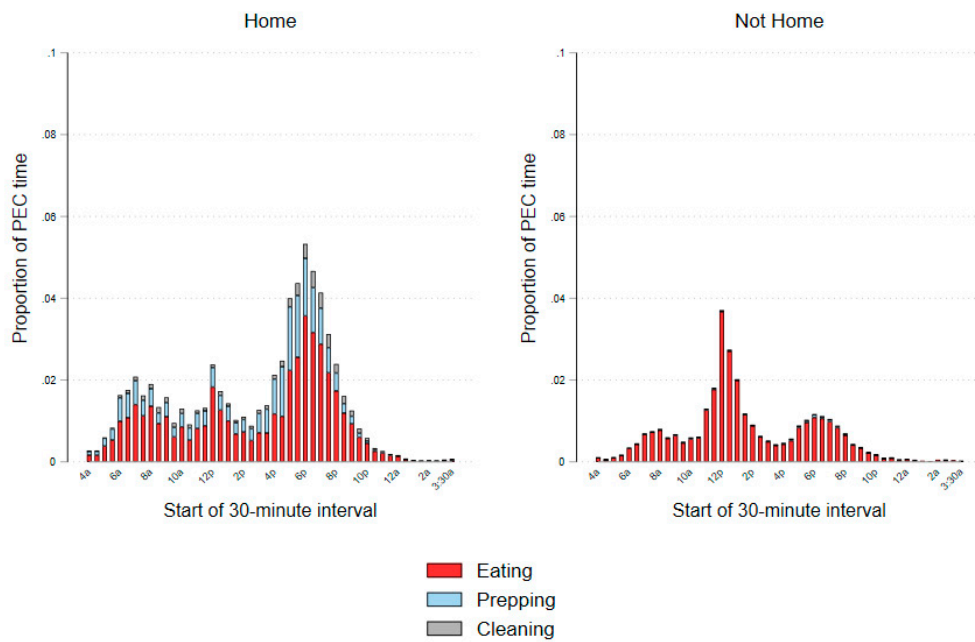 Home
Not Home
Proportion of PEC time
.1
.08
.06
.04
.02
0
4a
6a
8a
10a
12p
2p
4p
6p
8p
10p
12a
2a
3:30a
Start of 30-minute interval
Proportion of PEC time
.1
.08
.06
.04
.02
0
4a
6a
8a
10a
12p
2p
4p
6p
8p
10p
12a
2a
3:30a
Start of 30-minute interval
Eating
Prepping
Cleaning